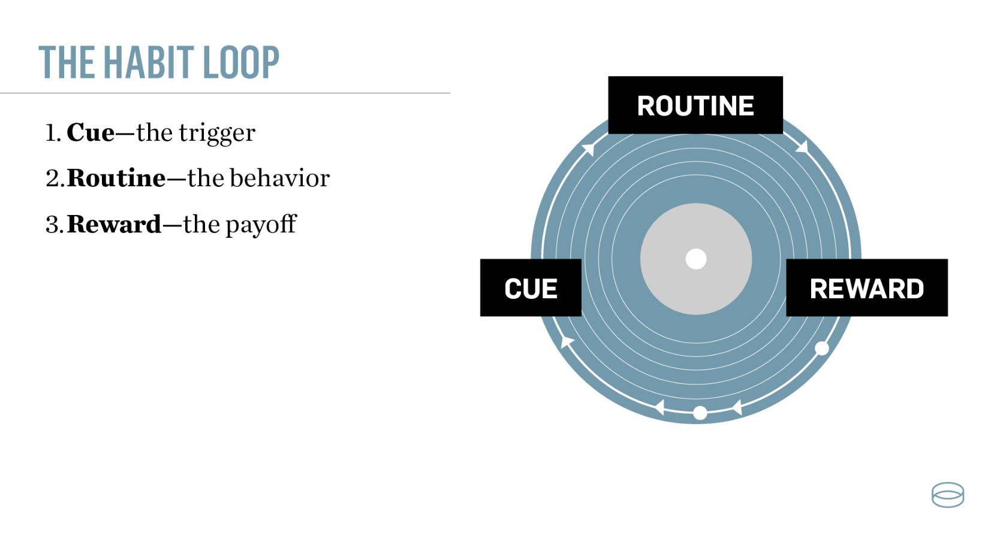 THE HABIT LOOP
1. Cue—the trigger
2. Routine—the behavior
3. Reward—the payoff
ROUTINE
CUE
REWARD